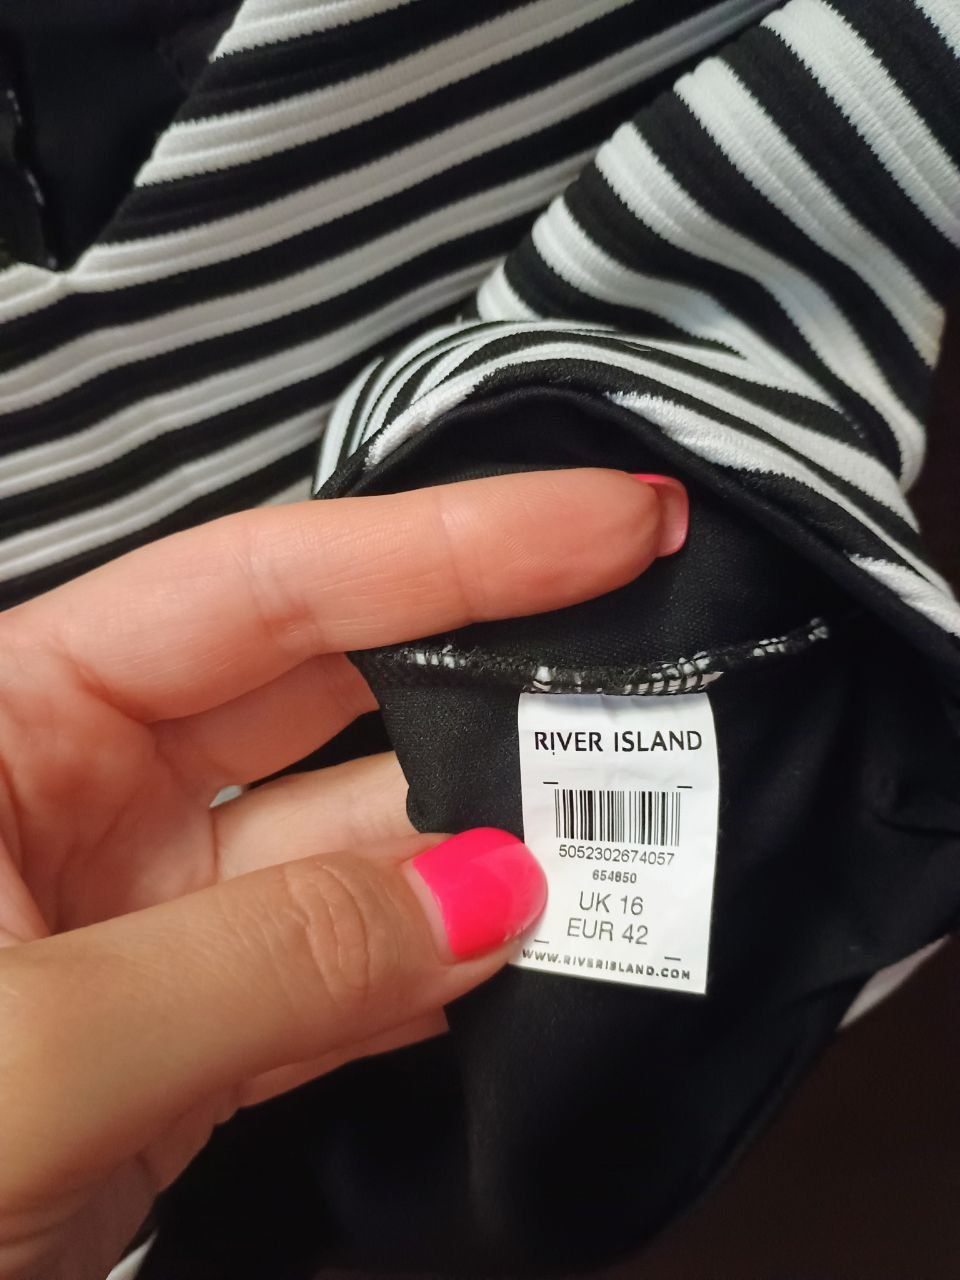 RIVER ISLAND
5052302674057
654850
UK 16
EUR 42
WWW.RIVERISLAND.COM